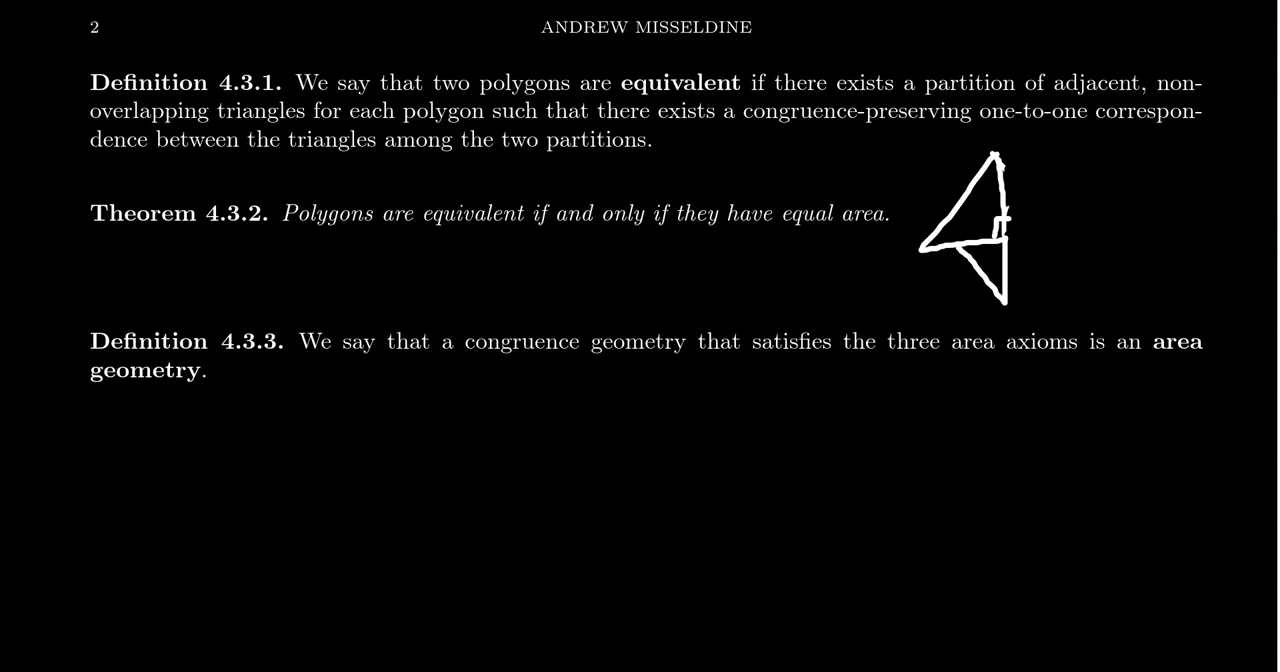 2
ANDREW MISSELDINE
Definition 4.3.1. We say that two polygons are equivalent if there exists a partition of adjacent, non-
overlapping triangles for each polygon such that there exists a congruence-preserving one-to-one correspon-
dence between the triangles among the two partitions.
Theorem 4.3.2. Polygons are equivalent if and only if they have equal area.
Definition 4.3.3. We say that a congruence geometry that satisfies the three area axioms is an area
geometry.